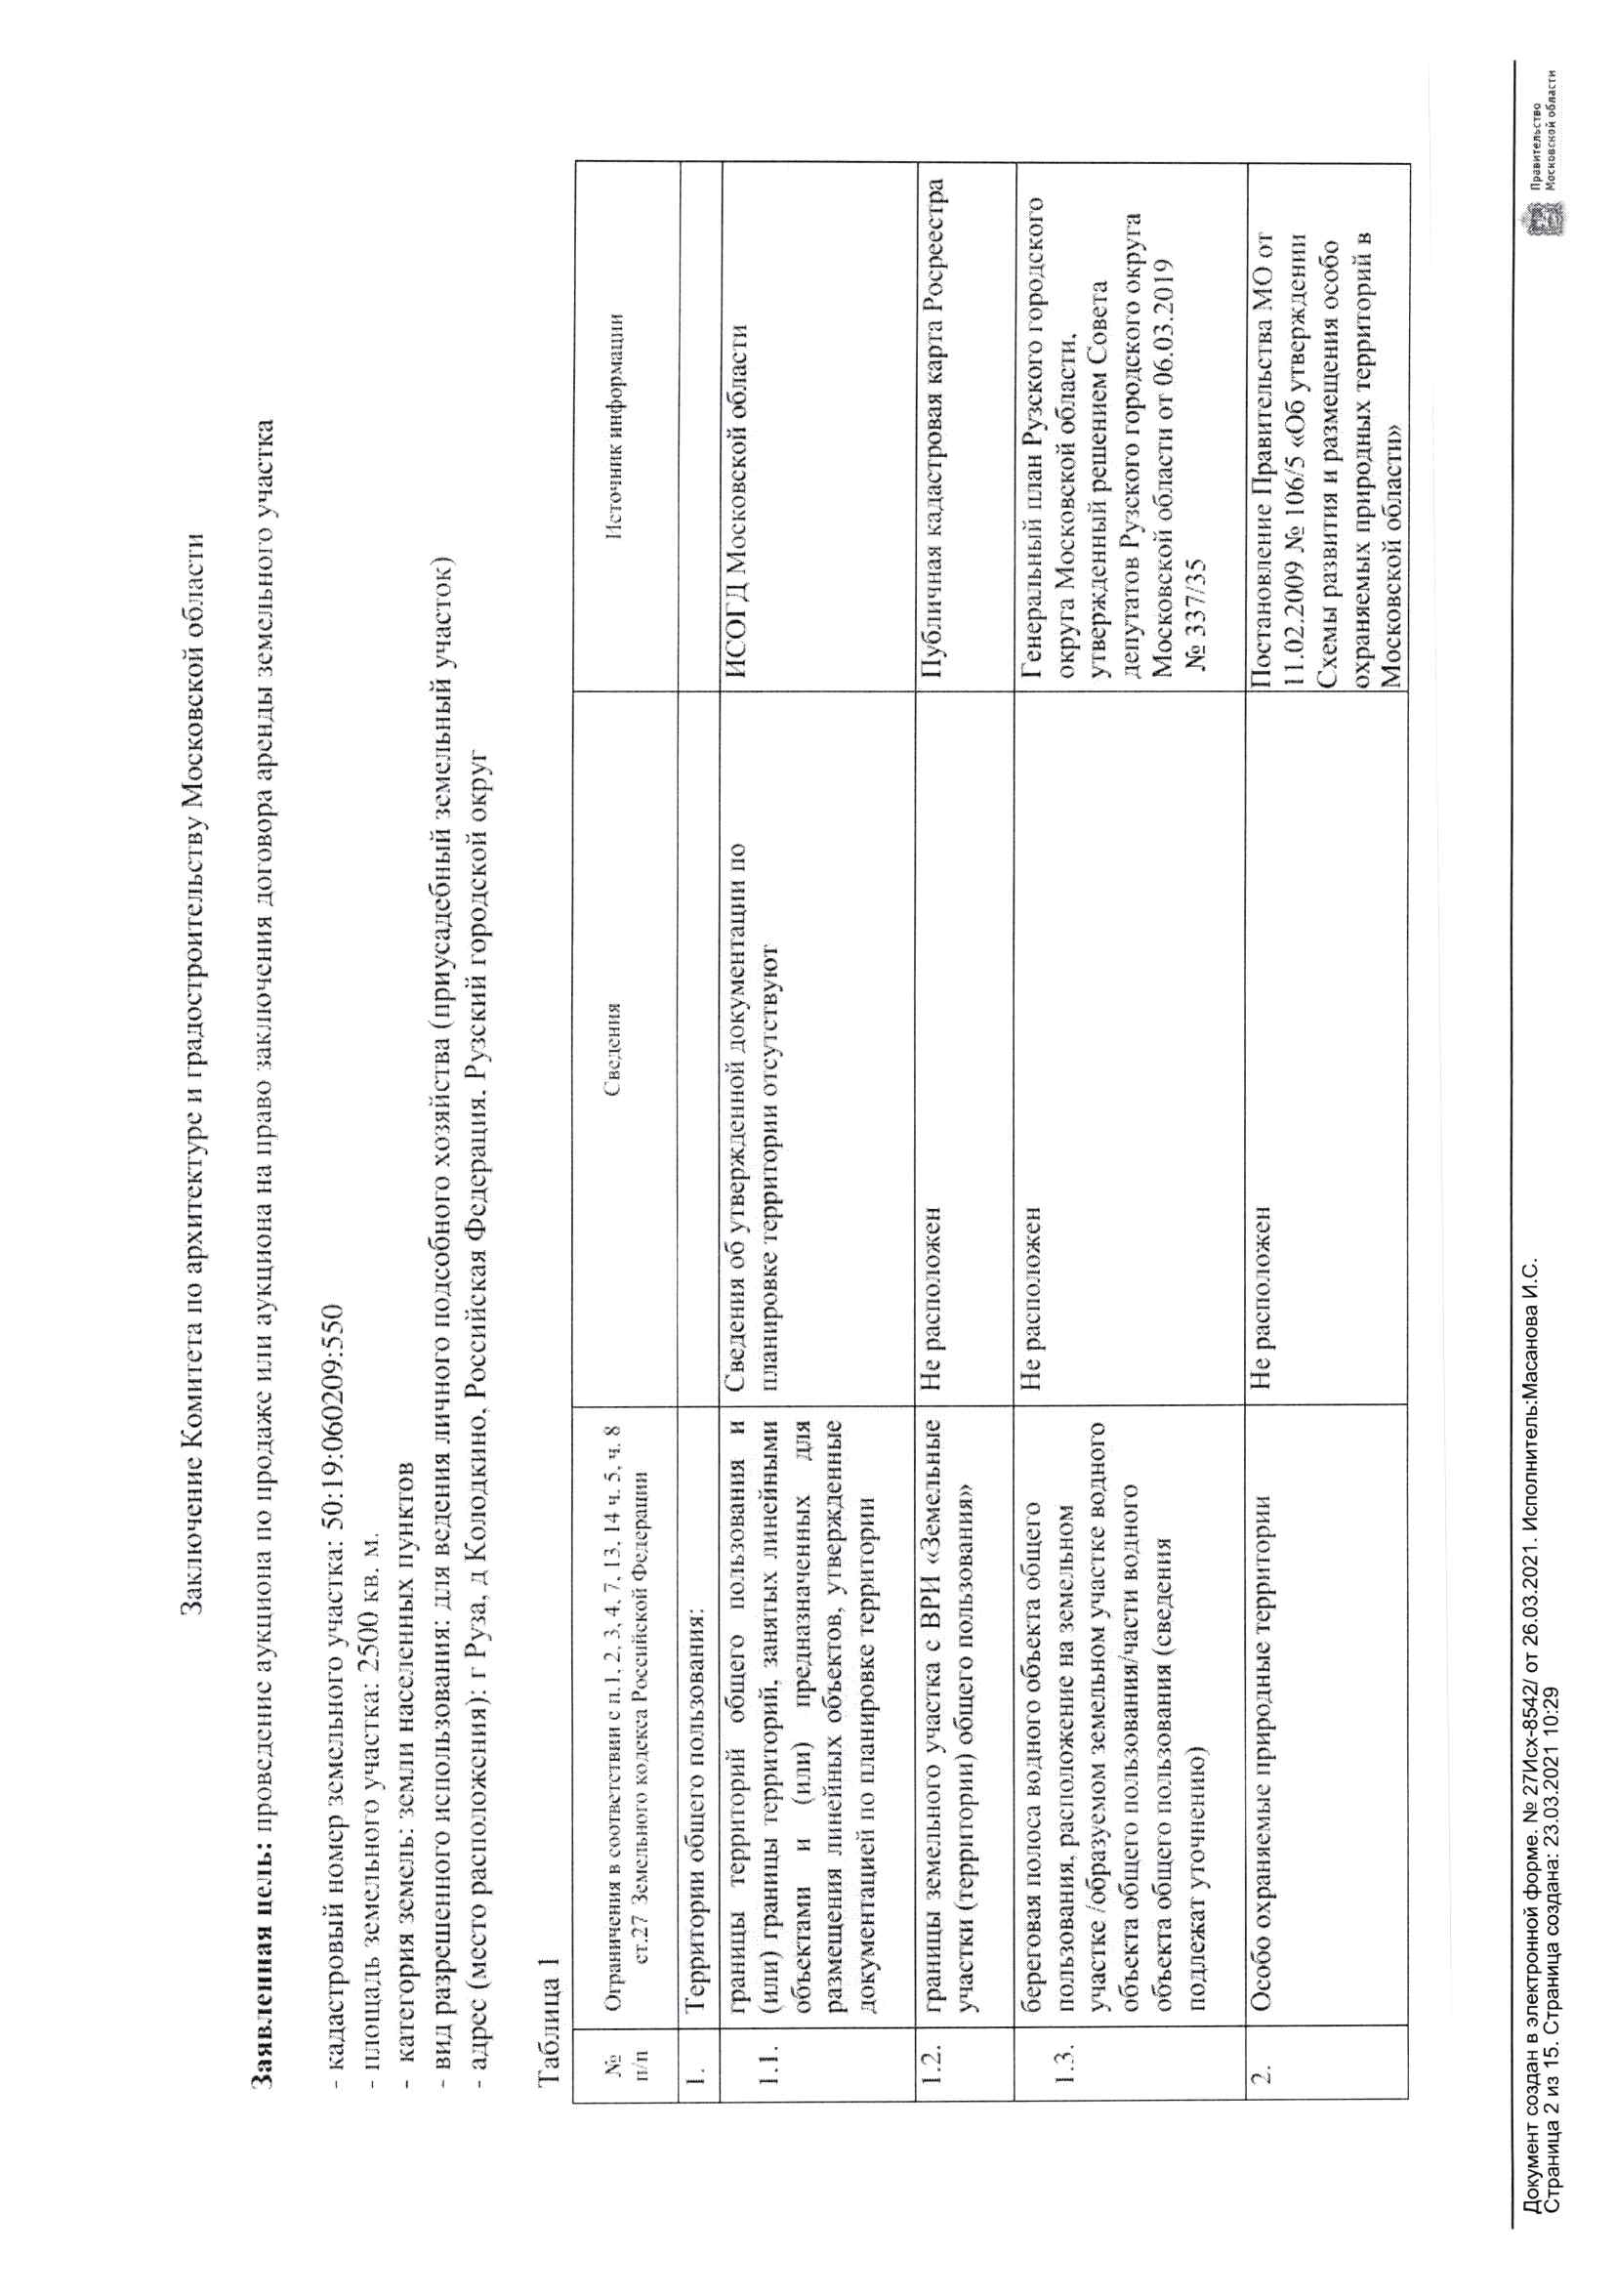 Заключение Комитета по архитектуре и градостроительству Московской области
Заявленная цель: проведение аукциона по продаже или аукциона на право заключения договора аренды земельного участка
- кадастровый номер земельного участка: 50:19:060209:550
- площадь земельного участка: 2500 кв. м.
- категория земель: земли населенных пунктов
- вид разрешенного использования: для ведения личного подсобного хозяйства (приусадебный земельный участок)
- адрес (место расположения): г Руза, д Колодкино, Российская Федерация, Рузский городской округ
Таблица 1
№
п/п
Ограничения в соответствии с п.1, 2, 3, 4, 7, 13, 14 ч. 5, ч. 8
ст.27 Земельного кодекса Российской Федерации
Сведения
Источник информации
1.
Территории общего пользования:
1.1.
границы территорий общего пользования и
(или) границы территорий, занятых линейными
объектами и (или) предназначенных для
размещения линейных объектов, утвержденные
документацией по планировке территории
Сведения об утвержденной документации по
планировке территории отсутствуют
ИСОГД Московской области
1.2.
границы земельного участка с ВРИ «Земельные
участки (территории) общего пользования»
Не расположен
Публичная кадастровая карта Росреестра
1.3.
береговая полоса водного объекта общего
пользования, расположение на земельном
участке /образуемом земельном участке водного
объекта общего пользования/части водного
объекта общего пользования (сведения
подлежат уточнению)
Не расположен
Генеральный план Рузского городского
округа Московской области,
утвержденный решением Совета
депутатов Рузского городского округа
Московской области от 06.03.2019
№ 337/35
2.
Особо охраняемые природные территории
Не расположен
Постановление Правительства МО от
11.02.2009 № 106/5 «Об утверждении
Схемы развития и размещения особо
охраняемых природных территорий в
Московской области»
Документ создан в электронной форме. № 27Исх-8542/ от 26.03.2021. Исполнитель:Масанова И.С.
Страница 2 из 15. Страница создана: 23.03.2021 10:29
Правительство
Московской области